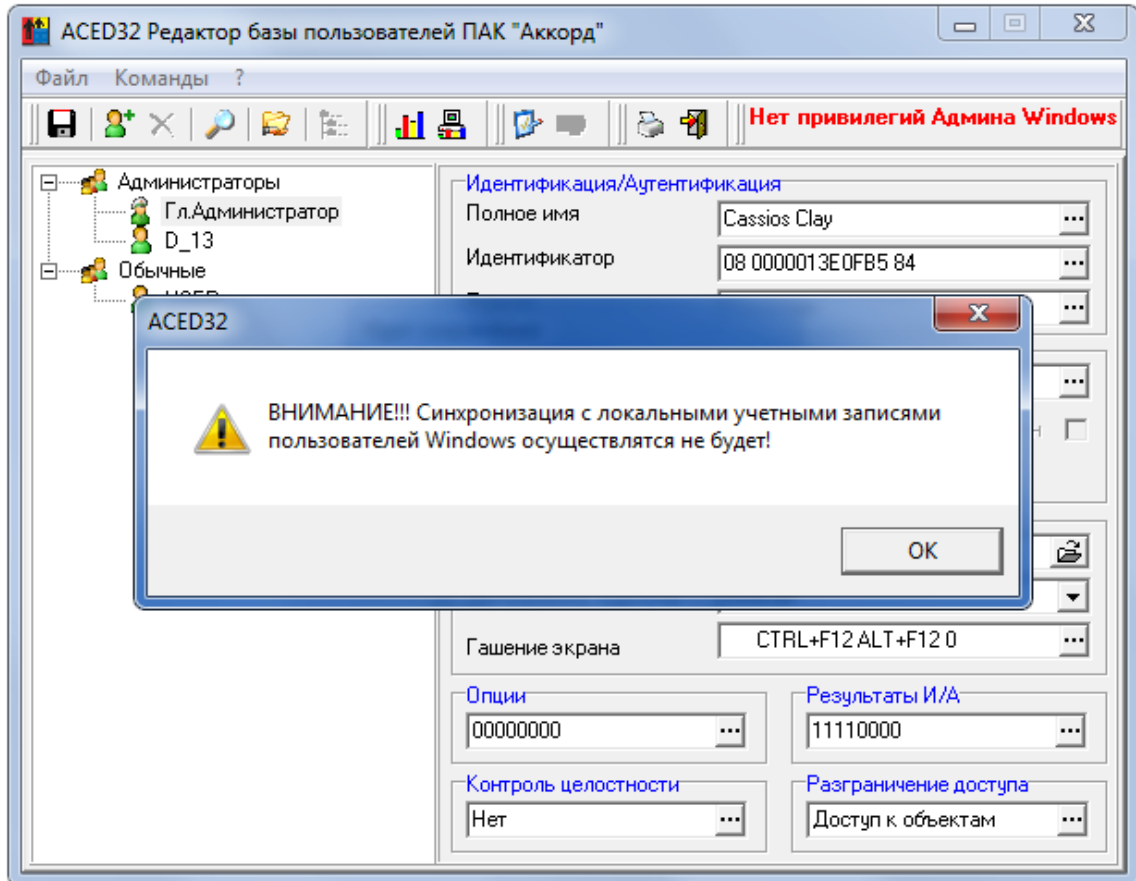 ACED32 Редактор базы пользователей ПАК "Аккорд"
Файл Команды ?
Нет привилегий Админа Windows
Администраторы
Гл.Администратор
D_13
Обычные
Идентификация/Аутентификация
Полное имя
Cassios Clay
Идентификатор
08 0000013E0FB5 84
ACED32
ВНИМАНИЕ!!! Синхронизация с локальными учетными записями
пользователей Windows осуществлятся не будет!
OK
Гашение экрана
CTRL+F12 ALT+F12 0
Опции
00000000
Результаты И/А
11110000
Контроль целостности
Нет
Разграничение доступа
Доступ к объектам